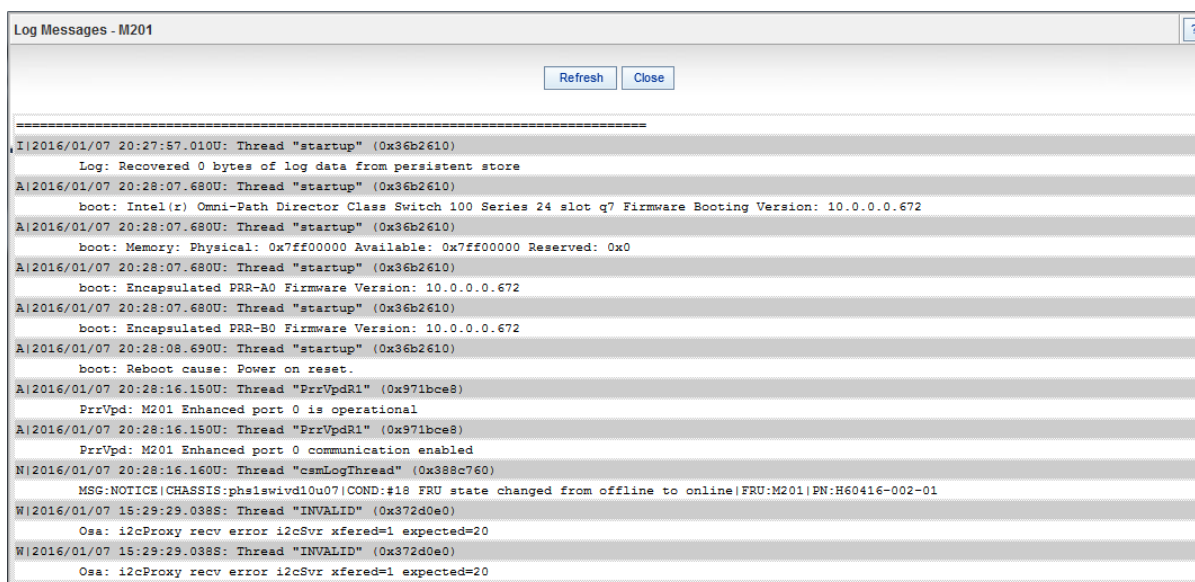 Log Messages - M201
?
Refresh Close
================================================================================
I|2016/01/07 20:27:57.010U: Thread "startup" (0x36b2610)
Log: Recovered 0 bytes of log data from persistent store
A|2016/01/07 20:28:07.680U: Thread "startup" (0x36b2610)
boot: Intel(r) Omni-Path Director Class Switch 100 Series 24 slot q7 Firmware Booting Version: 10.0.0.0.672
A|2016/01/07 20:28:07.680U: Thread "startup" (0x36b2610)
boot: Memory: Physical: 0x7ff00000 Available: 0x7ff00000 Reserved: 0x0
A|2016/01/07 20:28:07.680U: Thread "startup" (0x36b2610)
boot: Encapsulated PRR-A0 Firmware Version: 10.0.0.0.672
A|2016/01/07 20:28:07.680U: Thread "startup" (0x36b2610)
boot: Encapsulated PRR-B0 Firmware Version: 10.0.0.0.672
A|2016/01/07 20:28:08.690U: Thread "startup" (0x36b2610)
boot: Reboot cause: Power on reset.
A|2016/01/07 20:28:16.150U: Thread "PrrVpdR1" (0x971bce8)
PrrVpd: M201 Enhanced port 0 is operational
A|2016/01/07 20:28:16.150U: Thread "PrrVpdR1" (0x971bce8)
PrrVpd: M201 Enhanced port 0 communication enabled
N|2016/01/07 20:28:16.160U: Thread "csmLogThread" (0x388c760)
MSG:NOTICE|CHASSIS:phs1swivd10u07|COND:#18 FRU state changed from offline to online|FRU:M201|PN:H60416-002-01
W|2016/01/07 15:29:29.038S: Thread "INVALID" (0x372d0e0)
Osa: i2cProxy recv error i2cSvr xfered=1 expected=20
W|2016/01/07 15:29:29.038S: Thread "INVALID" (0x372d0e0)
Osa: i2cProxy recv error i2cSvr xfered=1 expected=20